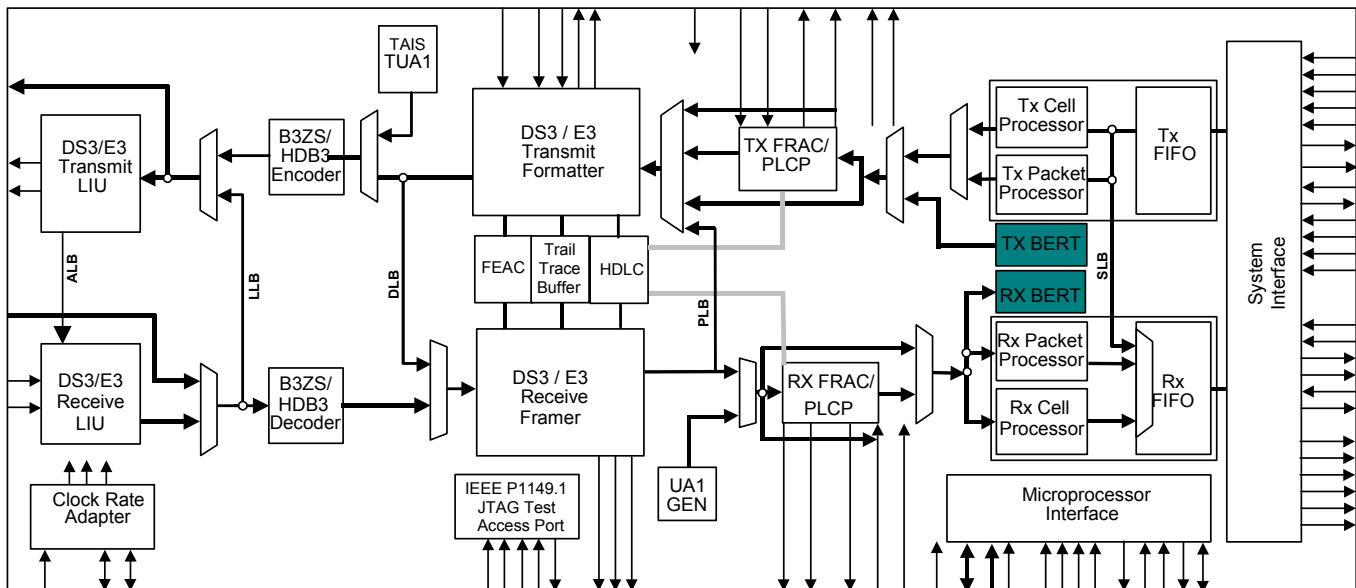 TAIS
TUA1
DS3/E3
Transmit
LIU
B3ZS/
HDB3
Encoder
DS3 / E3
Transmit
Formatter
TX FRAC/
PLCP
Tx Cell
Processor
Tx Packet
Processor
Tx
FIFO
TX BERT
RX BERT
System
Interface
ALB
LLB
DLB
FEAC
Trail
Trace
Buffer
HDLC
PLB
SLB
DS3/E3
Receive
LIU
B3ZS/
HDB3
Decoder
DS3 / E3
Receive
Framer
RX FRAC/
PLCP
Rx Packet
Processor
Rx Cell
Processor
Rx
FIFO
Clock Rate
Adapter
IEEE P1149.1
JTAG Test
Access Port
UA1
GEN
Microprocessor
Interface